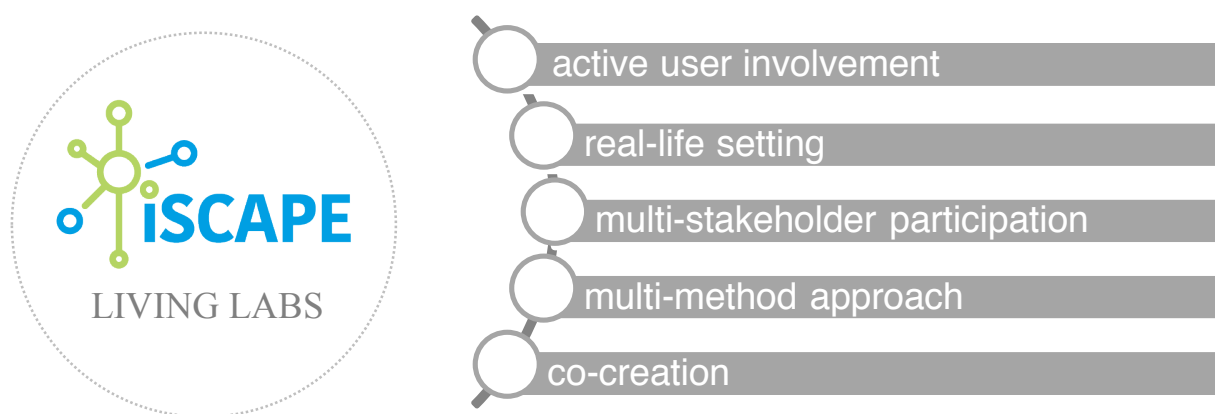 iSCAPE
LIVING LABS
active user involvement
real-life setting
multi-stakeholder participation
multi-method approach
co-creation